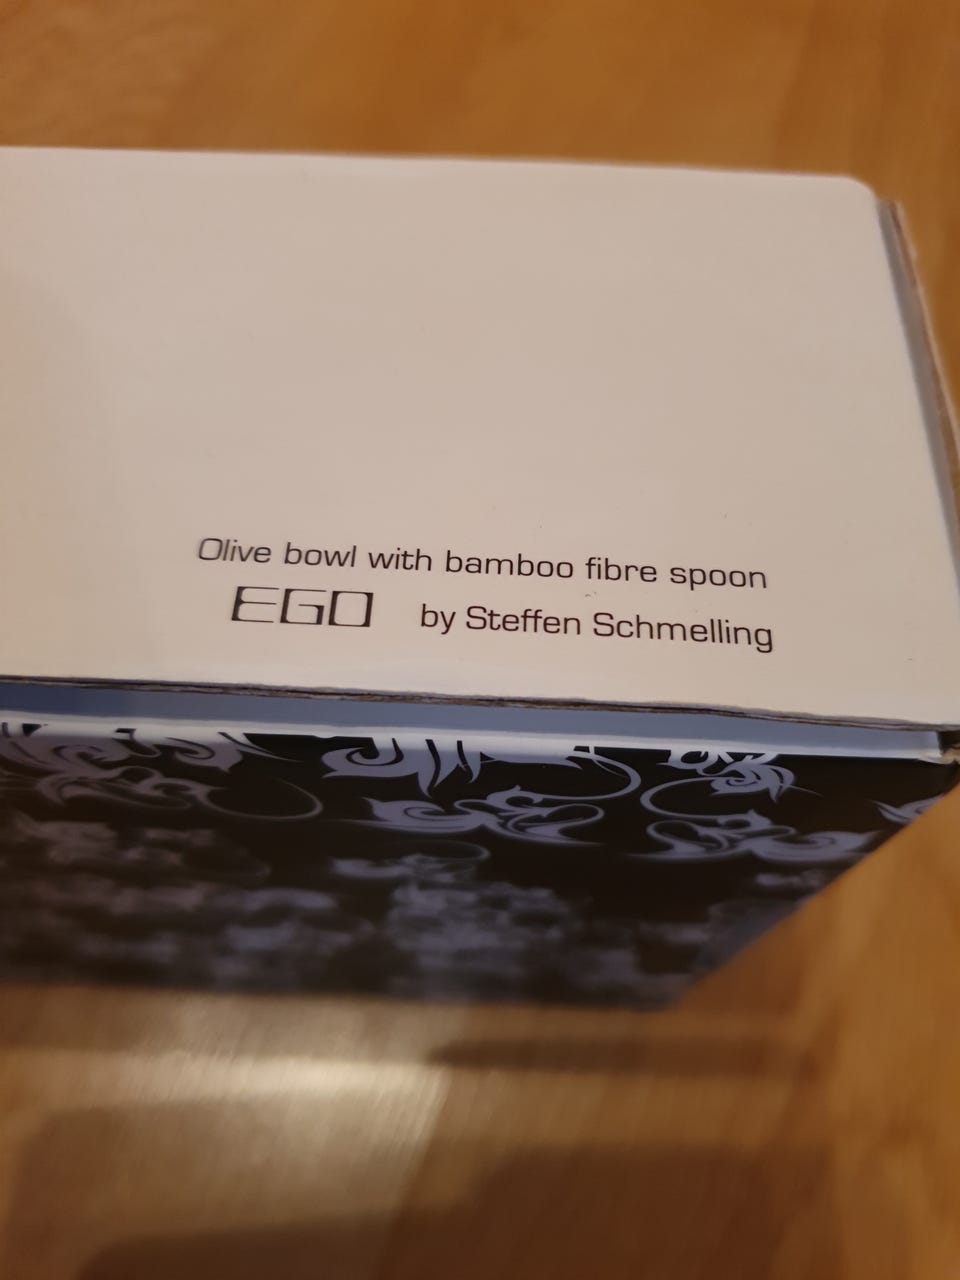 Olive bowl with bamboo fibre spoon
EGO by Steffen Schmelling